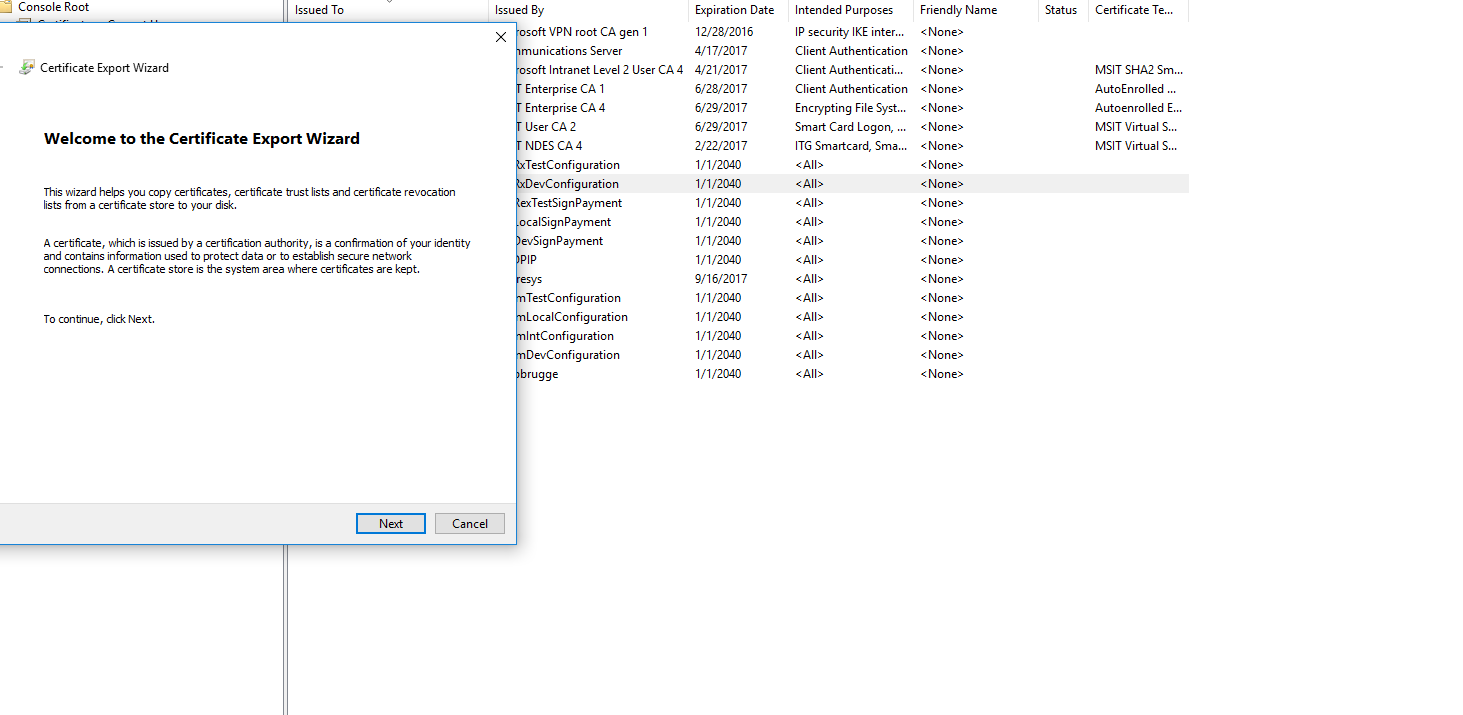 Console Root
Issued To Issued By Expiration Date Intended Purposes Friendly Name Status Certificate Te...
Certificate Export Wizard
Welcome to the Certificate Export Wizard
This wizard helps you copy certificates, certificate trust lists and certificate revocation
lists from a certificate store to your disk.
A certificate, which is issued by a certification authority, is a confirmation of your identity
and contains information used to protect data or to establish secure network
connections. A certificate store is the system area where certificates are kept.
To continue, click Next.
Next Cancel
rosoft VPN root CA gen 1 12/28/2016 IP security IKE inter... <None>
mmunications Server 4/17/2017 Client Authentication <None>
rosoft Intranet Level 2 User CA 4 4/21/2017 Client Authenticati... <None> MSIT SHA2 Sm...
T Enterprise CA 1 6/28/2017 Client Authentication <None> AutoEnrolled ...
T Enterprise CA 4 6/29/2017 Encrypting File Syst... <None> Autoenrolled E...
T User CA 2 6/29/2017 Smart Card Logon, ... <None> MSIT Virtual S...
T NDES CA 4 2/22/2017 ITG Smartcard, Sma... <None> MSIT Virtual S...
RxTestConfiguration 1/1/2040 <All> <None>
RxDevConfiguration 1/1/2040 <All> <None>
RexTestSignPayment 1/1/2040 <All> <None>
LocalSignPayment 1/1/2040 <All> <None>
DevSignPayment 1/1/2040 <All> <None>
DPIP 1/1/2040 <All> <None>
resys 9/16/2017 <All> <None>
mTestConfiguration 1/1/2040 <All> <None>
mLocalConfiguration 1/1/2040 <All> <None>
mIntConfiguration 1/1/2040 <All> <None>
mDevConfiguration 1/1/2040 <All> <None>
obrugge 1/1/2040 <All> <None>